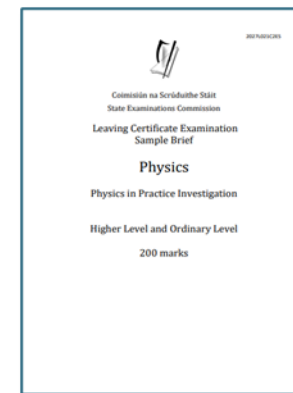 Coimisiún na Scrúduithe Stáit
State Examinations Commission
Leaving Certificate Examination
Sample Brief
Physics
Physics in Practice Investigation
Higher Level and Ordinary Level
200 marks